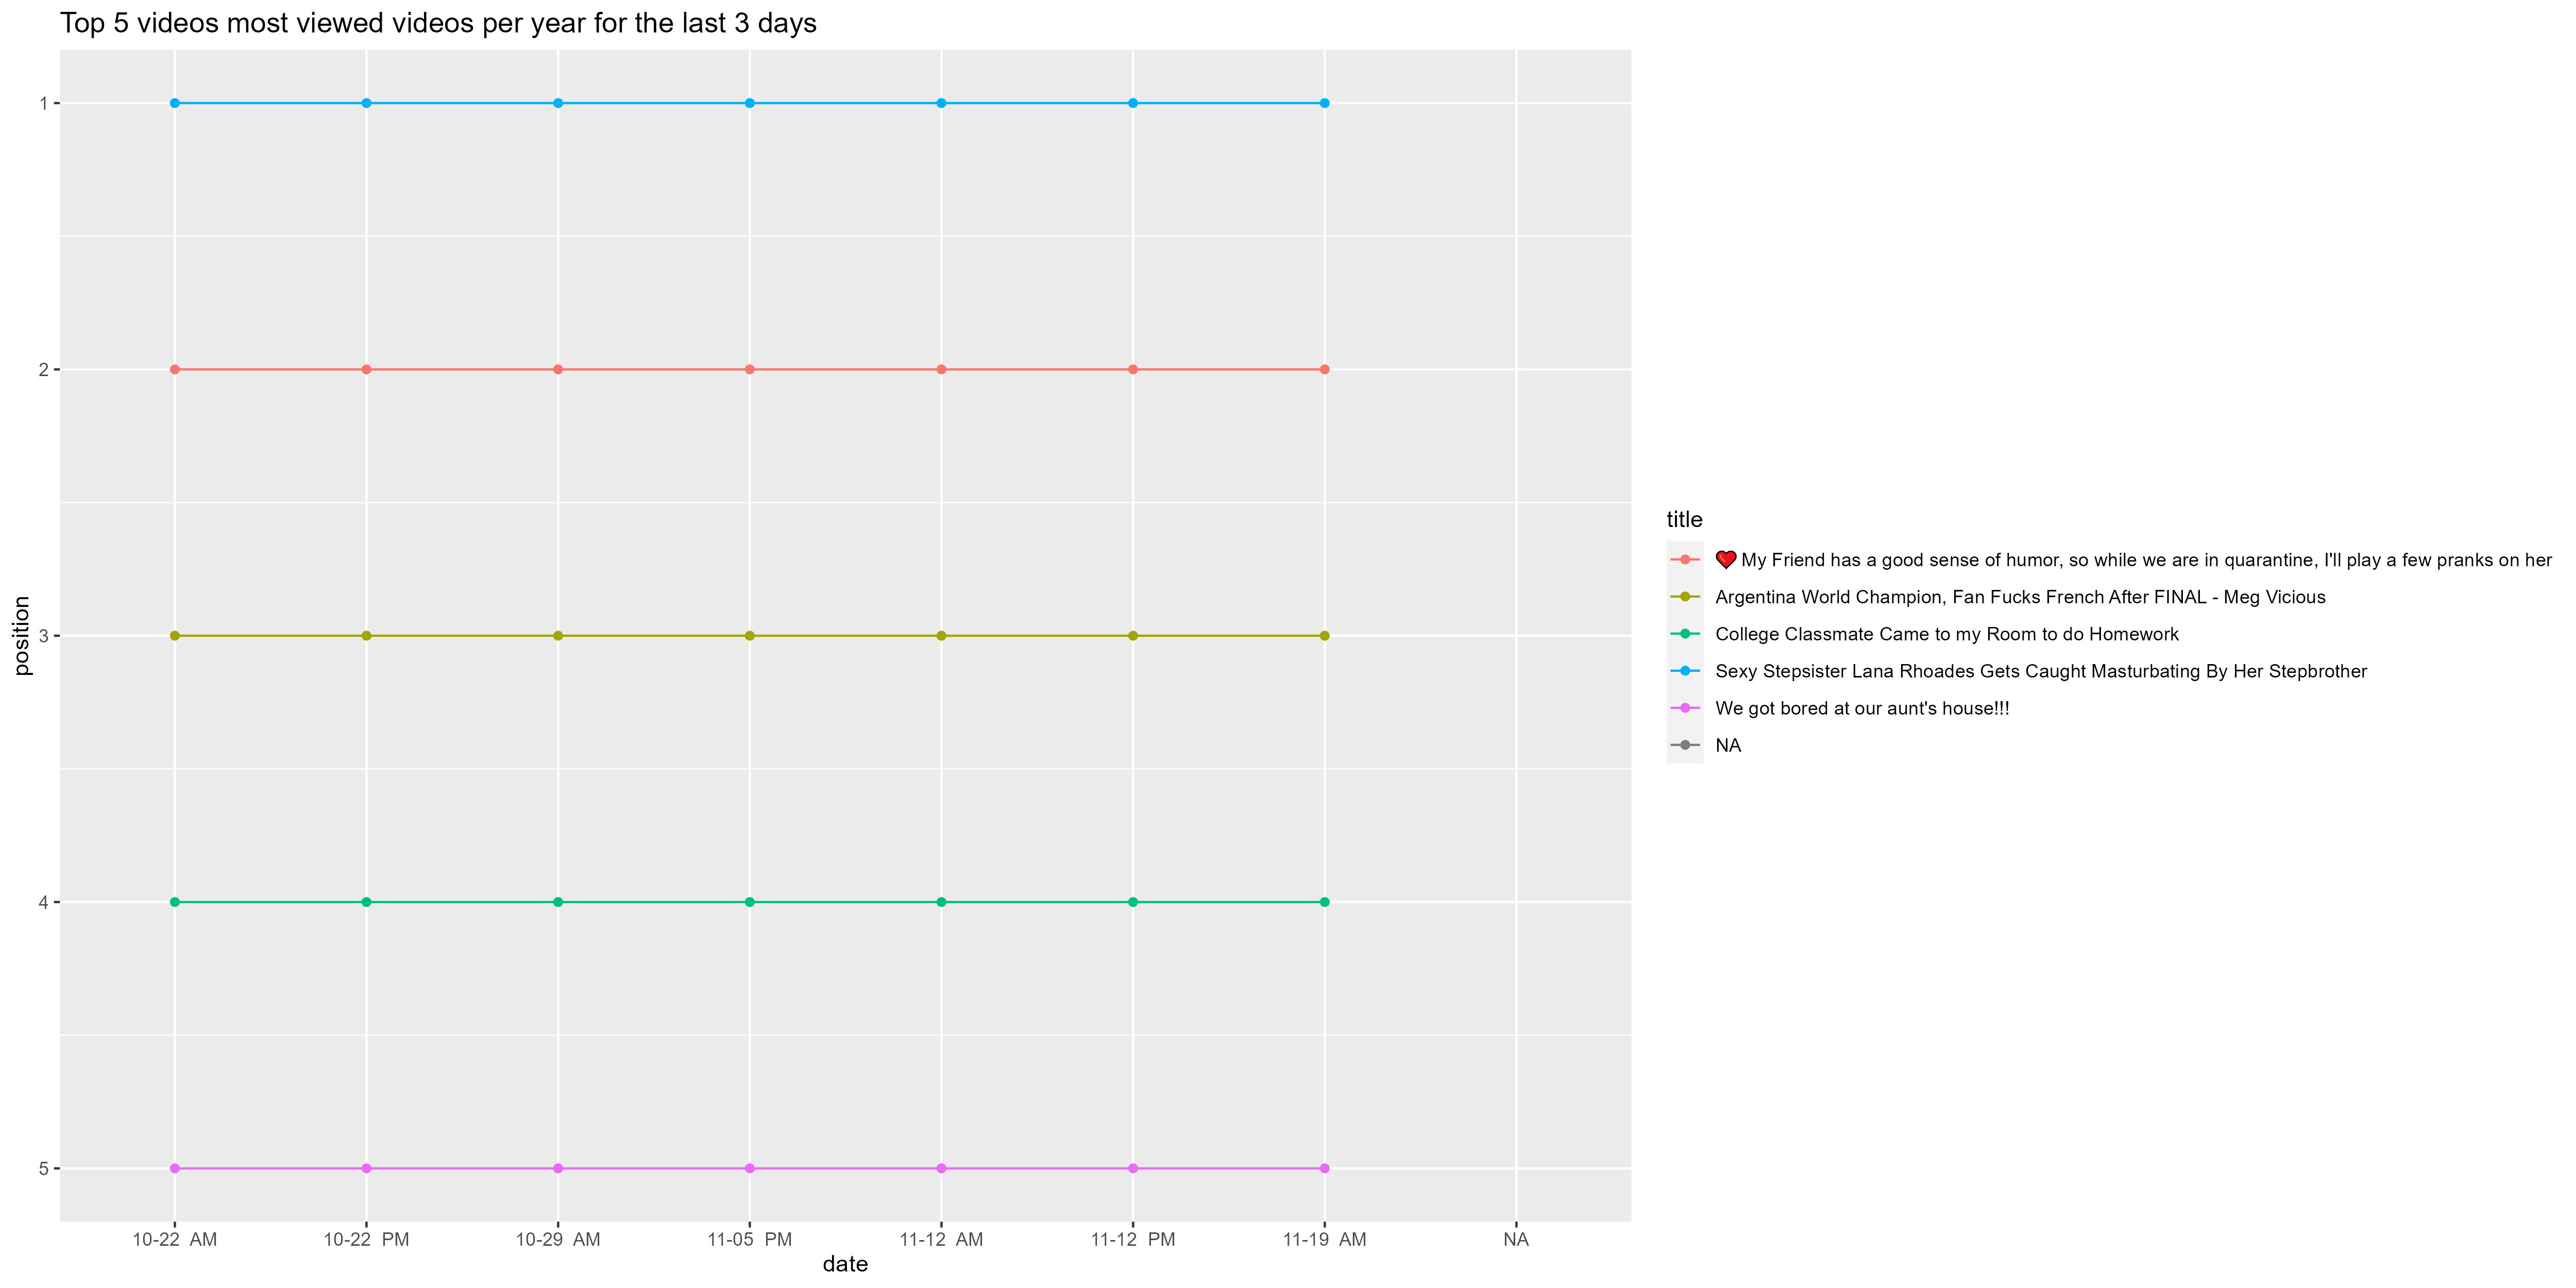 Top 5 videos most viewed videos per year for the last 3 days
1
2
3
4
5
position
10-22 AM
10-22 PM
10-29 AM
11-05 PM
11-12 AM
11-12 PM
11-19 AM
NA
date
title
❤ My Friend has a good sense of humor, so while we are in quarantine, I'll play a few pranks on her
Argentina World Champion, Fan Fucks French After FINAL - Meg Vicious
College Classmate Came to my Room to do Homework
Sexy Stepsister Lana Rhoades Gets Caught Masturbating By Her Stepbrother
We got bored at our aunt's house!!!
NA